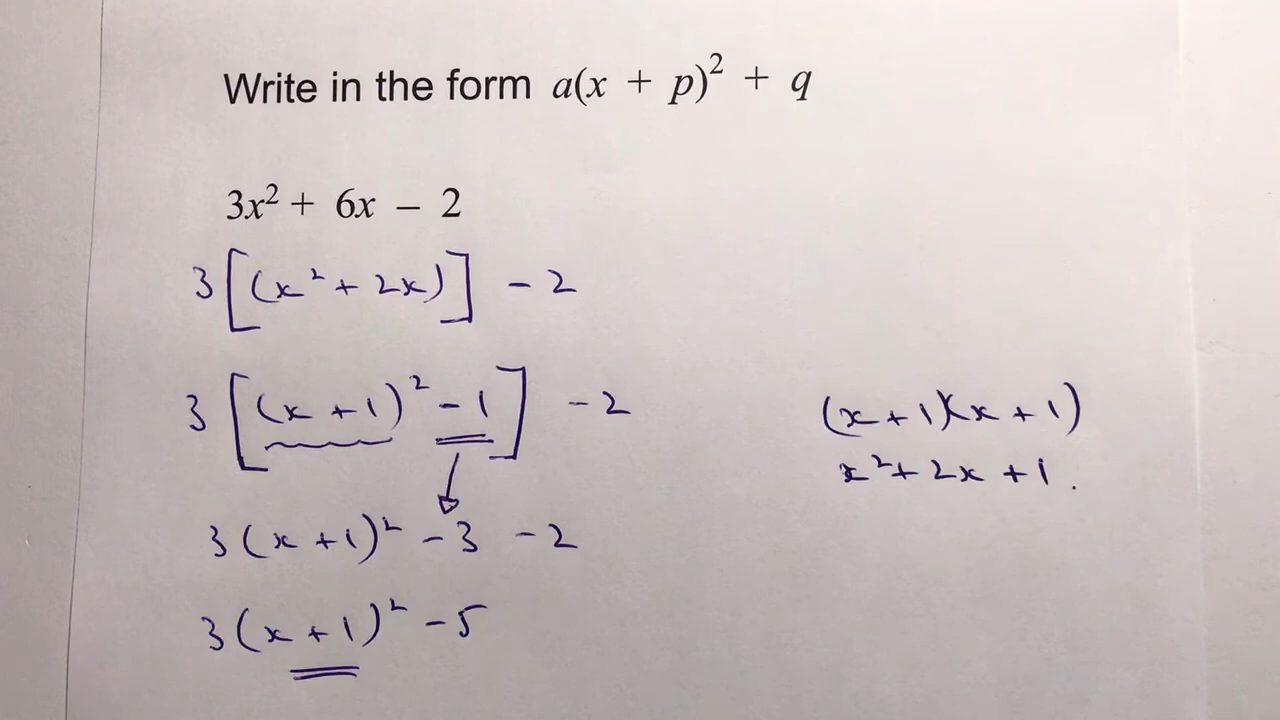 Write in the form a(x + p)² + q
3x² + 6x − 2
3[(x² + 2x)] − 2
3[(x + 1)² − 1] − 2
(x + 1)(x + 1)
x² + 2x + 1.
3(x + 1)² − 3 − 2
3(x + 1)² − 5